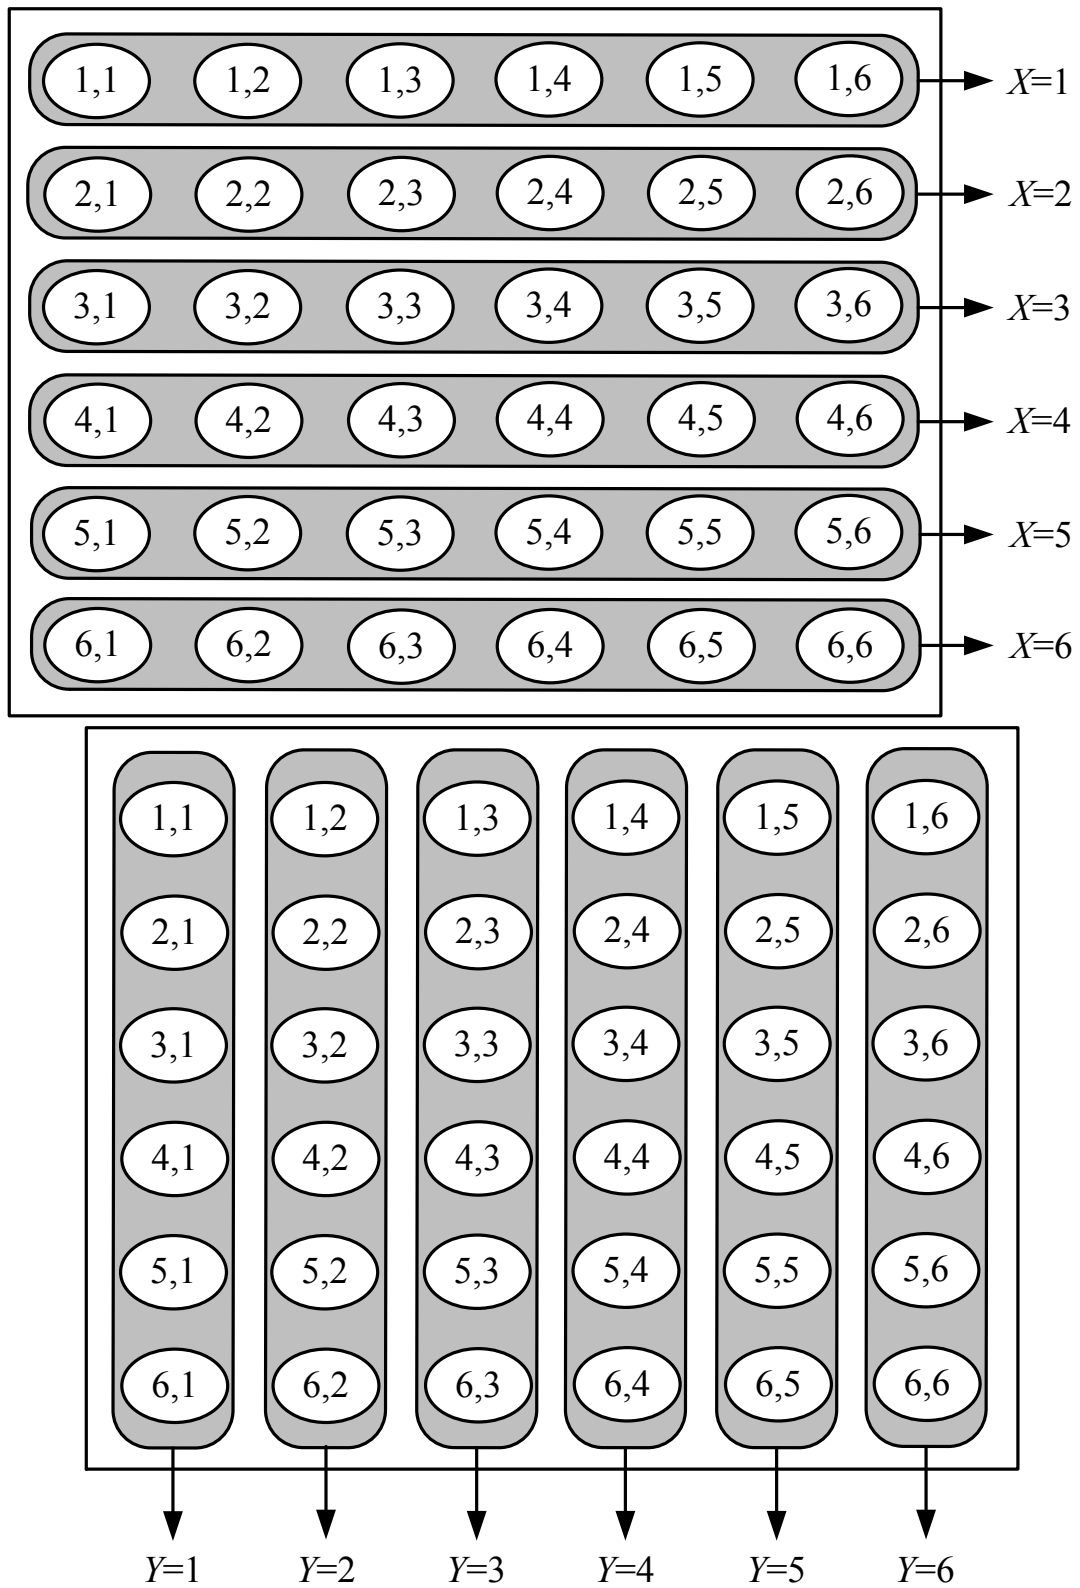 1,1 1,2 1,3 1,4 1,5 1,6 X=1
2,1 2,2 2,3 2,4 2,5 2,6 X=2
3,1 3,2 3,3 3,4 3,5 3,6 X=3
4,1 4,2 4,3 4,4 4,5 4,6 X=4
5,1 5,2 5,3 5,4 5,5 5,6 X=5
6,1 6,2 6,3 6,4 6,5 6,6 X=6
1,1 1,2 1,3 1,4 1,5 1,6
2,1 2,2 2,3 2,4 2,5 2,6
3,1 3,2 3,3 3,4 3,5 3,6
4,1 4,2 4,3 4,4 4,5 4,6
5,1 5,2 5,3 5,4 5,5 5,6
6,1 6,2 6,3 6,4 6,5 6,6
Y=1 Y=2 Y=3 Y=4 Y=5 Y=6